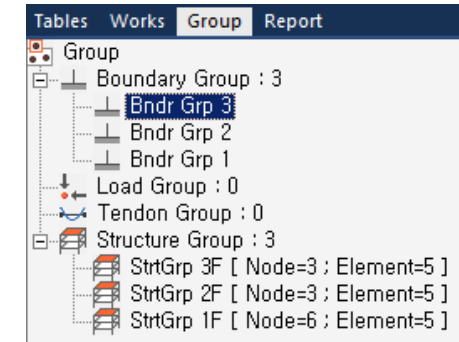 Tables Works Group Report
Group
Boundary Group : 3
Bndr Grp 3
Bndr Grp 2
Bndr Grp 1
Load Group : 0
Tendon Group : 0
Structure Group : 3
StrtGrp 3F [ Node=3 ; Element=5 ]
StrtGrp 2F [ Node=3 ; Element=5 ]
StrtGrp 1F [ Node=6 ; Element=5 ]